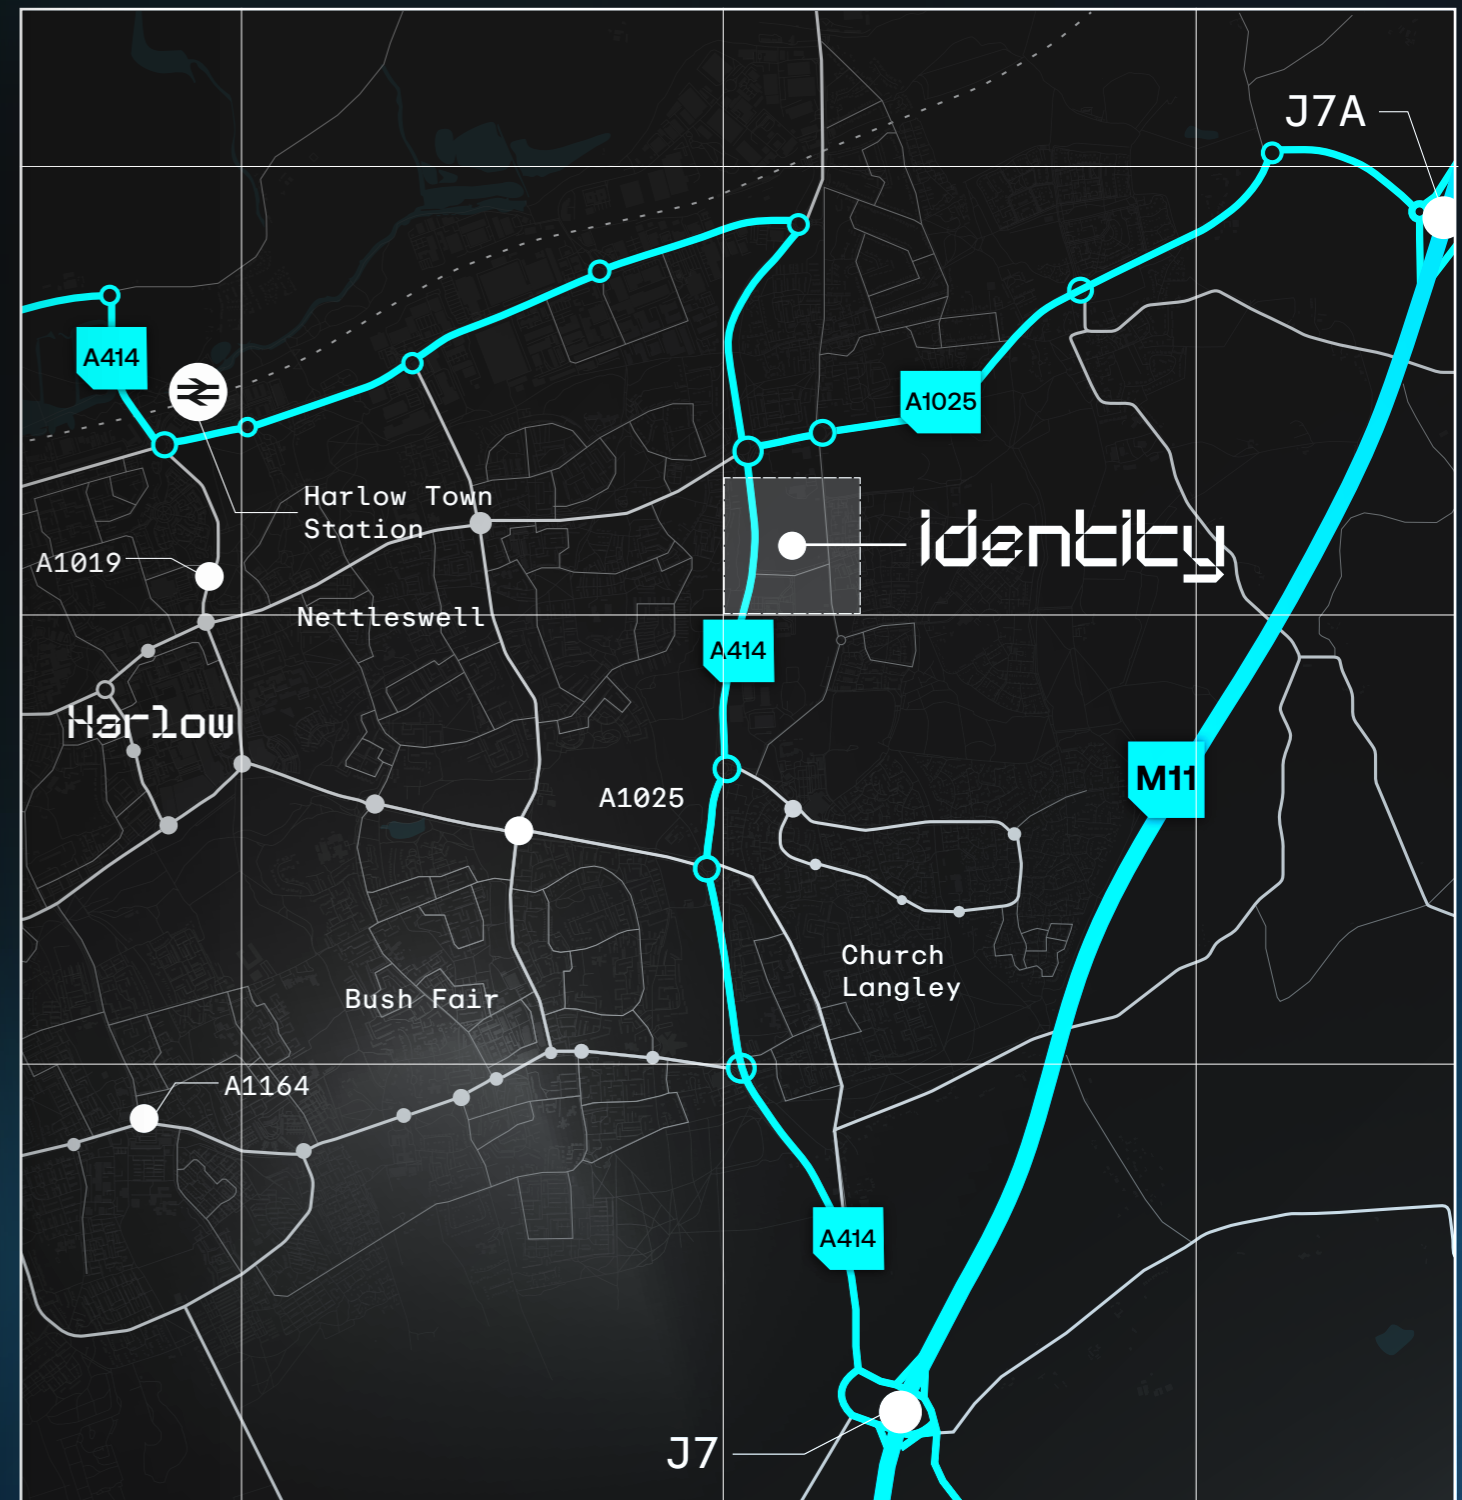 J7A
A414
A1025
Harlow Town
Station
identity
A1019
Nettleswell
A414
Harlow
M11
A1025
Church
Langley
Bush Fair
A1164
A414
J7